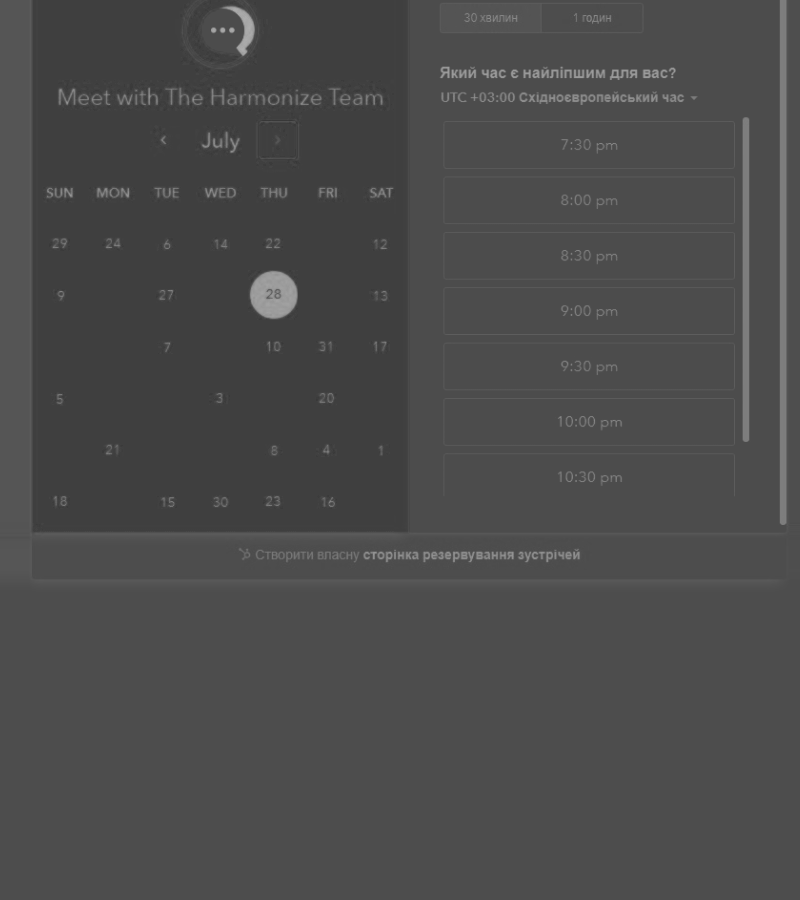 Meet with The Harmonize Team
July
SUN MON TUE WED THU FRI SAT
29 24 6 14 22 12
9 27 28 13
7 10 31 17
5 3 20
21 8 4 1
18 15 30 23 16
30 хвилин 1 годин
Який час є найліпшим для вас?
UTC +03:00 Східноєвропейський час
7:30 pm
8:00 pm
8:30 pm
9:00 pm
9:30 pm
10:00 pm
10:30 pm
Створити власну сторінка резервування зустрічей